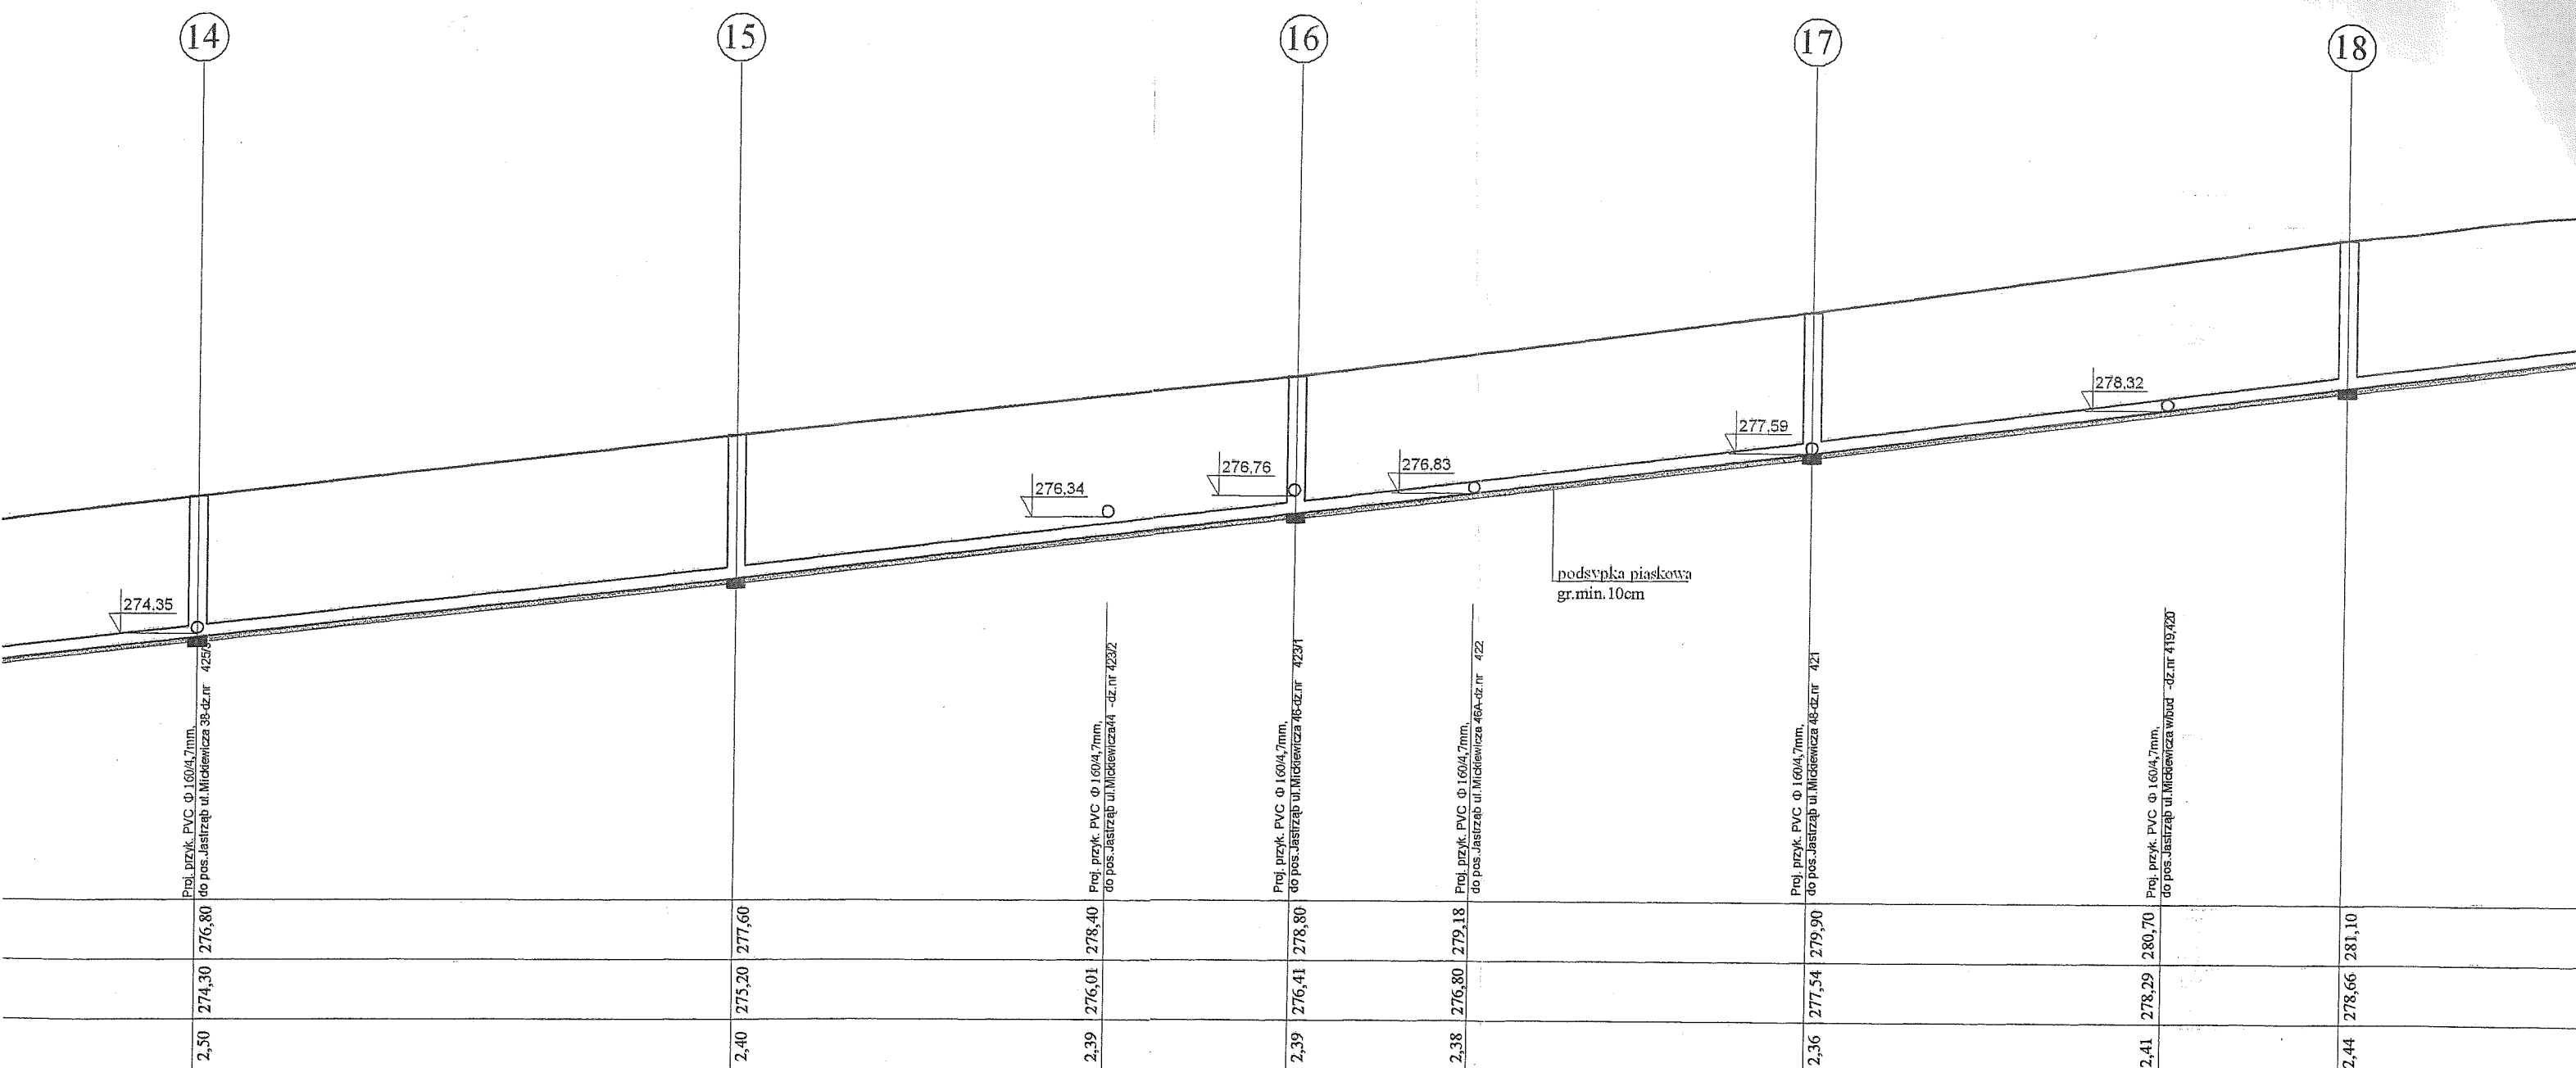 14
15
16
17
18
278,32
277,59
276,76
276,83
276,34
274,35
podsypka piaskowa
gr.min.10cm
Proj. przyk. PVC Φ160/4,7mm,
do pos.Jastrząb ul.Mickiewicza 38-dz.nr 425/3
Proj. przyk. PVC Φ160/4,7mm,
do pos.Jastrząb ul.Mickiewicza44 -dz.nr 423/2
Proj. przyk. PVC Φ160/4,7mm,
do pos.Jastrząb ul.Mickiewicza 46-dz.nr 423/1
Proj. przyk. PVC Φ160/4,7mm,
do pos.Jastrząb ul.Mickiewicza 46A-dz.nr 422
Proj. przyk. PVC Φ160/4,7mm,
do pos.Jastrząb ul.Mickiewicza 48-dz.nr 421
Proj. przyk. PVC Φ160/4,7mm,
do pos.Jastrząb ul.Mickiewicza w/bud -dz.nr 419,420
276,80 277,60 278,40 278,80 279,18 279,90 280,70 281,10
274,30 275,20 276,01 276,41 276,80 277,54 278,29 278,66
2,50 2,40 2,39 2,39 2,38 2,36 2,41 2,44